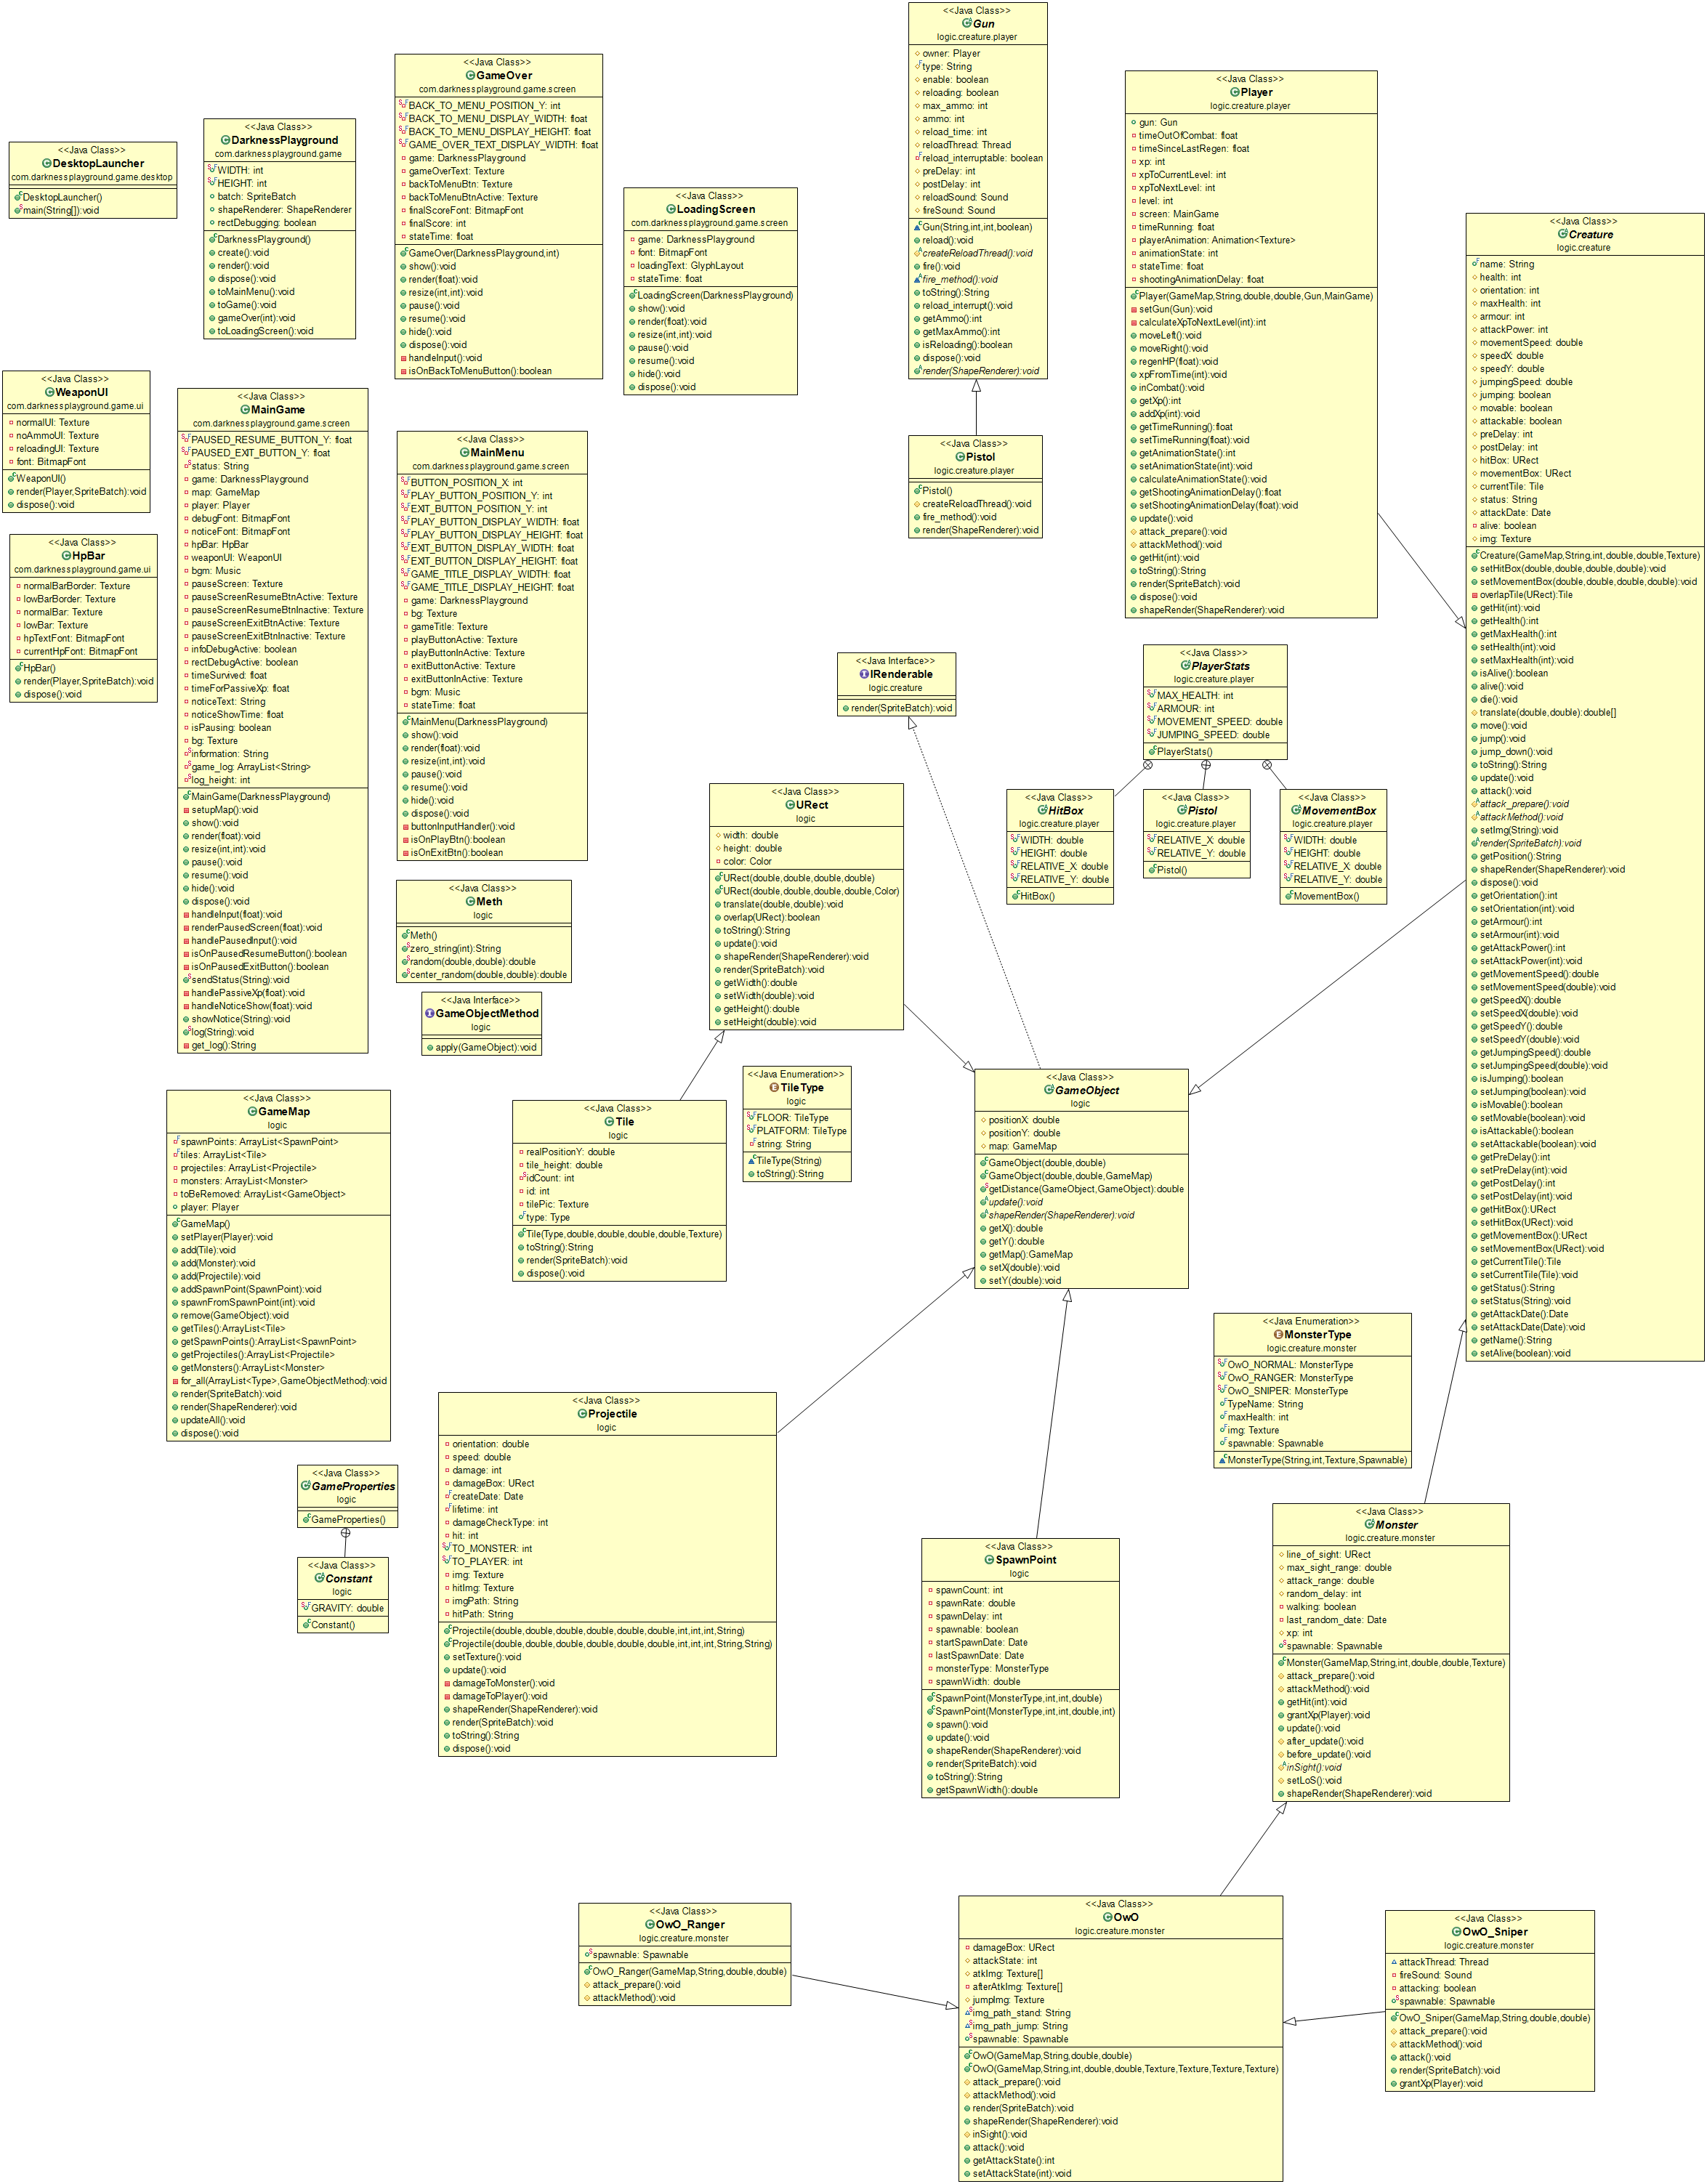 <<Java Class>>
Gun
logic.creature.player
owner: Player
type: String
enable: boolean
reloading: boolean
max_ammo: int
ammo: int
reload_time: int
reloadThread: Thread
reload_interruptable: boolean
preDelay: int
postDelay: int
reloadSound: Sound
fireSound: Sound
Gun(String,int,int,boolean)
reload():void
createReloadThread():void
fire():void
fire_method():void
toString():String
reload_interrupt():void
getAmmo():int
getMaxAmmo():int
isReloading():boolean
dispose():void
render(ShapeRenderer):void
<<Java Class>>
GameOver
com.darknessplayground.game.screen
BACK_TO_MENU_POSITION_Y: int
BACK_TO_MENU_DISPLAY_WIDTH: float
BACK_TO_MENU_DISPLAY_HEIGHT: float
GAME_OVER_TEXT_DISPLAY_WIDTH: float
game: DarknessPlayground
gameOverText: Texture
backToMenuBtn: Texture
backToMenuBtnActive: Texture
finalScoreFont: BitmapFont
finalScore: int
stateTime: float
GameOver(DarknessPlayground,int)
show():void
render(float):void
resize(int,int):void
pause():void
resume():void
hide():void
dispose():void
handleInput():void
isOnBackToMenuButton():boolean
<<Java Class>>
Player
logic.creature.player
gun: Gun
timeOutOfCombat: float
timeSinceLastRegen: float
xp: int
xpToCurrentLevel: int
xpToNextLevel: int
level: int
screen: MainGame
timeRunning: float
playerAnimation: Animation<Texture>
animationState: int
stateTime: float
shootingAnimationDelay: float
Player(GameMap,String,double,double,Gun,MainGame)
setGun(Gun):void
calculateXpToNextLevel(int):int
moveLeft():void
moveRight():void
regenHP(float):void
xpFromTime(int):void
inCombat():void
getXp():int
addXp(int):void
getTimeRunning():float
setTimeRunning(float):void
getAnimationState():int
setAnimationState(int):void
calculateAnimationState():void
getShootingAnimationDelay():float
setShootingAnimationDelay(float):void
update():void
attack_prepare():void
attackMethod():void
getHit(int):void
toString():String
render(SpriteBatch):void
dispose():void
shapeRender(ShapeRenderer):void
<<Java Class>>
DarknessPlayground
com.darknessplayground.game
WIDTH: int
HEIGHT: int
batch: SpriteBatch
shapeRenderer: ShapeRenderer
rectDebugging: boolean
DarknessPlayground()
create():void
render():void
dispose():void
toMainMenu():void
toGame():void
gameOver(int):void
toLoadingScreen():void
<<Java Class>>
DesktopLauncher
com.darknessplayground.game.desktop
DesktopLauncher()
main(String[]):void
<<Java Class>>
LoadingScreen
com.darknessplayground.game.screen
game: DarknessPlayground
font: BitmapFont
loadingText: GlyphLayout
stateTime: float
LoadingScreen(DarknessPlayground)
show():void
render(float):void
resize(int,int):void
pause():void
resume():void
hide():void
dispose():void
<<Java Class>>
Creature
logic.creature
name: String
health: int
orientation: int
maxHealth: int
armour: int
attackPower: int
movementSpeed: double
speedX: double
speedY: double
jumpingSpeed: double
jumping: boolean
movable: boolean
attackable: boolean
preDelay: int
postDelay: int
hitBox: URect
movementBox: URect
currentTile: Tile
status: String
attackDate: Date
alive: boolean
img: Texture
Creature(GameMap,String,int,double,double,Texture)
setHitBox(double,double,double,double):void
setMovementBox(double,double,double,double):void
overlapTile(URect):Tile
getHit(int):void
getHealth():int
getMaxHealth():int
setHealth(int):void
setMaxHealth(int):void
isAlive():boolean
alive():void
die():void
translate(double,double):double[]
move():void
jump():void
jump_down():void
toString():String
update():void
attack():void
attack_prepare():void
attackMethod():void
setImg(String):void
render(SpriteBatch):void
getPosition():String
shapeRender(ShapeRenderer):void
dispose():void
getOrientation():int
setOrientation(int):void
getArmour():int
setArmour(int):void
getAttackPower():int
setAttackPower(int):void
getMovementSpeed():double
setMovementSpeed(double):void
getSpeedX():double
setSpeedX(double):void
getSpeedY():double
setSpeedY(double):void
getJumpingSpeed():double
setJumpingSpeed(double):void
isJumping():boolean
setJumping(boolean):void
isMovable():boolean
setMovable(boolean):void
isAttackable():boolean
setAttackable(boolean):void
getPreDelay():int
setPreDelay(int):void
getPostDelay():int
setPostDelay(int):void
getHitBox():URect
setHitBox(URect):void
getMovementBox():URect
setMovementBox(URect):void
getCurrentTile():Tile
setCurrentTile(Tile):void
getStatus():String
setStatus(String):void
getAttackDate():Date
setAttackDate(Date):void
getName():String
setAlive(boolean):void
<<Java Class>>
WeaponUI
com.darknessplayground.game.ui
normalUI: Texture
noAmmoUI: Texture
reloadingUI: Texture
font: BitmapFont
WeaponUI()
render(Player,SpriteBatch):void
dispose():void
<<Java Class>>
MainGame
com.darknessplayground.game.screen
PAUSED_RESUME_BUTTON_Y: float
PAUSED_EXIT_BUTTON_Y: float
status: String
game: DarknessPlayground
map: GameMap
player: Player
debugFont: BitmapFont
noticeFont: BitmapFont
hpBar: HpBar
weaponUI: WeaponUI
bgm: Music
pauseScreen: Texture
pauseScreenResumeBtnActive: Texture
pauseScreenResumeBtnInactive: Texture
pauseScreenExitBtnActive: Texture
pauseScreenExitBtnInactive: Texture
infoDebugActive: boolean
rectDebugActive: boolean
timeSurvived: float
timeForPassiveXp: float
noticeText: String
noticeShowTime: float
isPausing: boolean
bg: Texture
information: String
game_log: ArrayList<String>
log_height: int
MainGame(DarknessPlayground)
setupMap():void
show():void
render(float):void
resize(int,int):void
pause():void
resume():void
hide():void
dispose():void
handleInput(float):void
renderPausedScreen(float):void
handlePausedInput():void
isOnPausedResumeButton():boolean
isOnPausedExitButton():boolean
sendStatus(String):void
handlePassiveXp(float):void
handleNoticeShow(float):void
showNotice(String):void
log(String):void
get_log():String
<<Java Class>>
MainMenu
com.darknessplayground.game.screen
BUTTON_POSITION_X: int
PLAY_BUTTON_POSITION_Y: int
EXIT_BUTTON_POSITION_Y: int
PLAY_BUTTON_DISPLAY_WIDTH: float
PLAY_BUTTON_DISPLAY_HEIGHT: float
EXIT_BUTTON_DISPLAY_WIDTH: float
EXIT_BUTTON_DISPLAY_HEIGHT: float
GAME_TITLE_DISPLAY_WIDTH: float
GAME_TITLE_DISPLAY_HEIGHT: float
game: DarknessPlayground
bg: Texture
gameTitle: Texture
playButtonActive: Texture
playButtonInActive: Texture
exitButtonActive: Texture
exitButtonInActive: Texture
bgm: Music
stateTime: float
MainMenu(DarknessPlayground)
show():void
render(float):void
resize(int,int):void
pause():void
resume():void
hide():void
dispose():void
buttonInputHandler():void
isOnPlayBtn():boolean
isOnExitBtn():boolean
<<Java Class>>
Pistol
logic.creature.player
Pistol()
createReloadThread():void
fire_method():void
render(ShapeRenderer):void
<<Java Class>>
HpBar
com.darknessplayground.game.ui
normalBarBorder: Texture
lowBarBorder: Texture
normalBar: Texture
lowBar: Texture
hpTextFont: BitmapFont
currentHpFont: BitmapFont
HpBar()
render(Player,SpriteBatch):void
dispose():void
<<Java Interface>>
IRenderable
logic.creature
render(SpriteBatch):void
<<Java Class>>
PlayerStats
logic.creature.player
MAX_HEALTH: int
ARMOUR: int
MOVEMENT_SPEED: double
JUMPING_SPEED: double
PlayerStats()
<<Java Class>>
URect
logic
width: double
height: double
color: Color
URect(double,double,double,double)
URect(double,double,double,double,Color)
translate(double,double):void
overlap(URect):boolean
toString():String
update():void
shapeRender(ShapeRenderer):void
render(SpriteBatch):void
getWidth():double
setWidth(double):void
getHeight():double
setHeight(double):void
<<Java Class>>
HitBox
logic.creature.player
WIDTH: double
HEIGHT: double
RELATIVE_X: double
RELATIVE_Y: double
HitBox()
<<Java Class>>
Pistol
logic.creature.player
RELATIVE_X: double
RELATIVE_Y: double
Pistol()
<<Java Class>>
MovementBox
logic.creature.player
WIDTH: double
HEIGHT: double
RELATIVE_X: double
RELATIVE_Y: double
MovementBox()
<<Java Class>>
Meth
logic
Meth()
zero_string(int):String
random(double,double):double
center_random(double,double):double
<<Java Interface>>
GameObjectMethod
logic
apply(GameObject):void
<<Java Class>>
GameMap
logic
spawnPoints: ArrayList<SpawnPoint>
tiles: ArrayList<Tile>
projectiles: ArrayList<Projectile>
monsters: ArrayList<Monster>
toBeRemoved: ArrayList<GameObject>
player: Player
GameMap()
setPlayer(Player):void
add(Tile):void
add(Monster):void
add(Projectile):void
addSpawnPoint(SpawnPoint):void
spawnFromSpawnPoint(int):void
remove(GameObject):void
getTiles():ArrayList<Tile>
getSpawnPoints():ArrayList<SpawnPoint>
getProjectiles():ArrayList<Projectile>
getMonsters():ArrayList<Monster>
for_all(ArrayList<Type>,GameObjectMethod):void
render(SpriteBatch):void
render(ShapeRenderer):void
updateAll():void
dispose():void
<<Java Class>>
Tile
logic
realPositionY: double
tile_height: double
idCount: int
id: int
tilePic: Texture
type: Type
Tile(Type,double,double,double,double,Texture)
toString():String
render(SpriteBatch):void
dispose():void
<<Java Enumeration>>
TileType
logic
FLOOR: TileType
PLATFORM: TileType
string: String
TileType(String)
toString():String
<<Java Class>>
GameObject
logic
positionX: double
positionY: double
map: GameMap
GameObject(double,double)
GameObject(double,double,GameMap)
getDistance(GameObject,GameObject):double
update():void
shapeRender(ShapeRenderer):void
getX():double
getY():double
getMap():GameMap
setX(double):void
setY(double):void
<<Java Enumeration>>
MonsterType
logic.creature.monster
OwO_NORMAL: MonsterType
OwO_RANGER: MonsterType
OwO_SNIPER: MonsterType
TypeName: String
maxHealth: int
img: Texture
spawnable: Spawnable
MonsterType(String,int,Texture,Spawnable)
<<Java Class>>
Projectile
logic
orientation: double
speed: double
damage: int
damageBox: URect
createDate: Date
lifetime: int
damageCheckType: int
hit: int
TO_MONSTER: int
TO_PLAYER: int
img: Texture
hitImg: Texture
imgPath: String
hitPath: String
Projectile(double,double,double,double,double,double,int,int,int,String)
Projectile(double,double,double,double,double,double,int,int,int,String,String)
setTexture():void
update():void
damageToMonster():void
damageToPlayer():void
shapeRender(ShapeRenderer):void
render(SpriteBatch):void
toString():String
dispose():void
<<Java Class>>
GameProperties
logic
GameProperties()
<<Java Class>>
Constant
logic
GRAVITY: double
Constant()
<<Java Class>>
SpawnPoint
logic
spawnCount: int
spawnRate: double
spawnDelay: int
spawnable: boolean
startSpawnDate: Date
lastSpawnDate: Date
monsterType: MonsterType
spawnWidth: double
SpawnPoint(MonsterType,int,int,double)
SpawnPoint(MonsterType,int,int,double,int)
spawn():void
update():void
shapeRender(ShapeRenderer):void
render(SpriteBatch):void
toString():String
getSpawnWidth():double
<<Java Class>>
Monster
logic.creature.monster
line_of_sight: URect
max_sight_range: double
attack_range: double
random_delay: int
walking: boolean
last_random_date: Date
xp: int
spawnable: Spawnable
Monster(GameMap,String,int,double,double,Texture)
attack_prepare():void
attackMethod():void
getHit(int):void
grantXp(Player):void
update():void
after_update():void
before_update():void
inSight():void
setLoS():void
shapeRender(ShapeRenderer):void
<<Java Class>>
OwO_Ranger
logic.creature.monster
spawnable: Spawnable
OwO_Ranger(GameMap,String,double,double)
attack_prepare():void
attackMethod():void
<<Java Class>>
OwO
logic.creature.monster
damageBox: URect
attackState: int
atkImg: Texture[]
afterAtkImg: Texture[]
jumpImg: Texture
img_path_stand: String
img_path_jump: String
spawnable: Spawnable
OwO(GameMap,String,double,double)
OwO(GameMap,String,int,double,double,Texture,Texture,Texture,Texture)
attack_prepare():void
attackMethod():void
render(SpriteBatch):void
shapeRender(ShapeRenderer):void
inSight():void
attack():void
getAttackState():int
setAttackState(int):void
<<Java Class>>
OwO_Sniper
logic.creature.monster
attackThread: Thread
fireSound: Sound
attacking: boolean
spawnable: Spawnable
OwO_Sniper(GameMap,String,double,double)
attack_prepare():void
attackMethod():void
attack():void
render(SpriteBatch):void
grantXp(Player):void